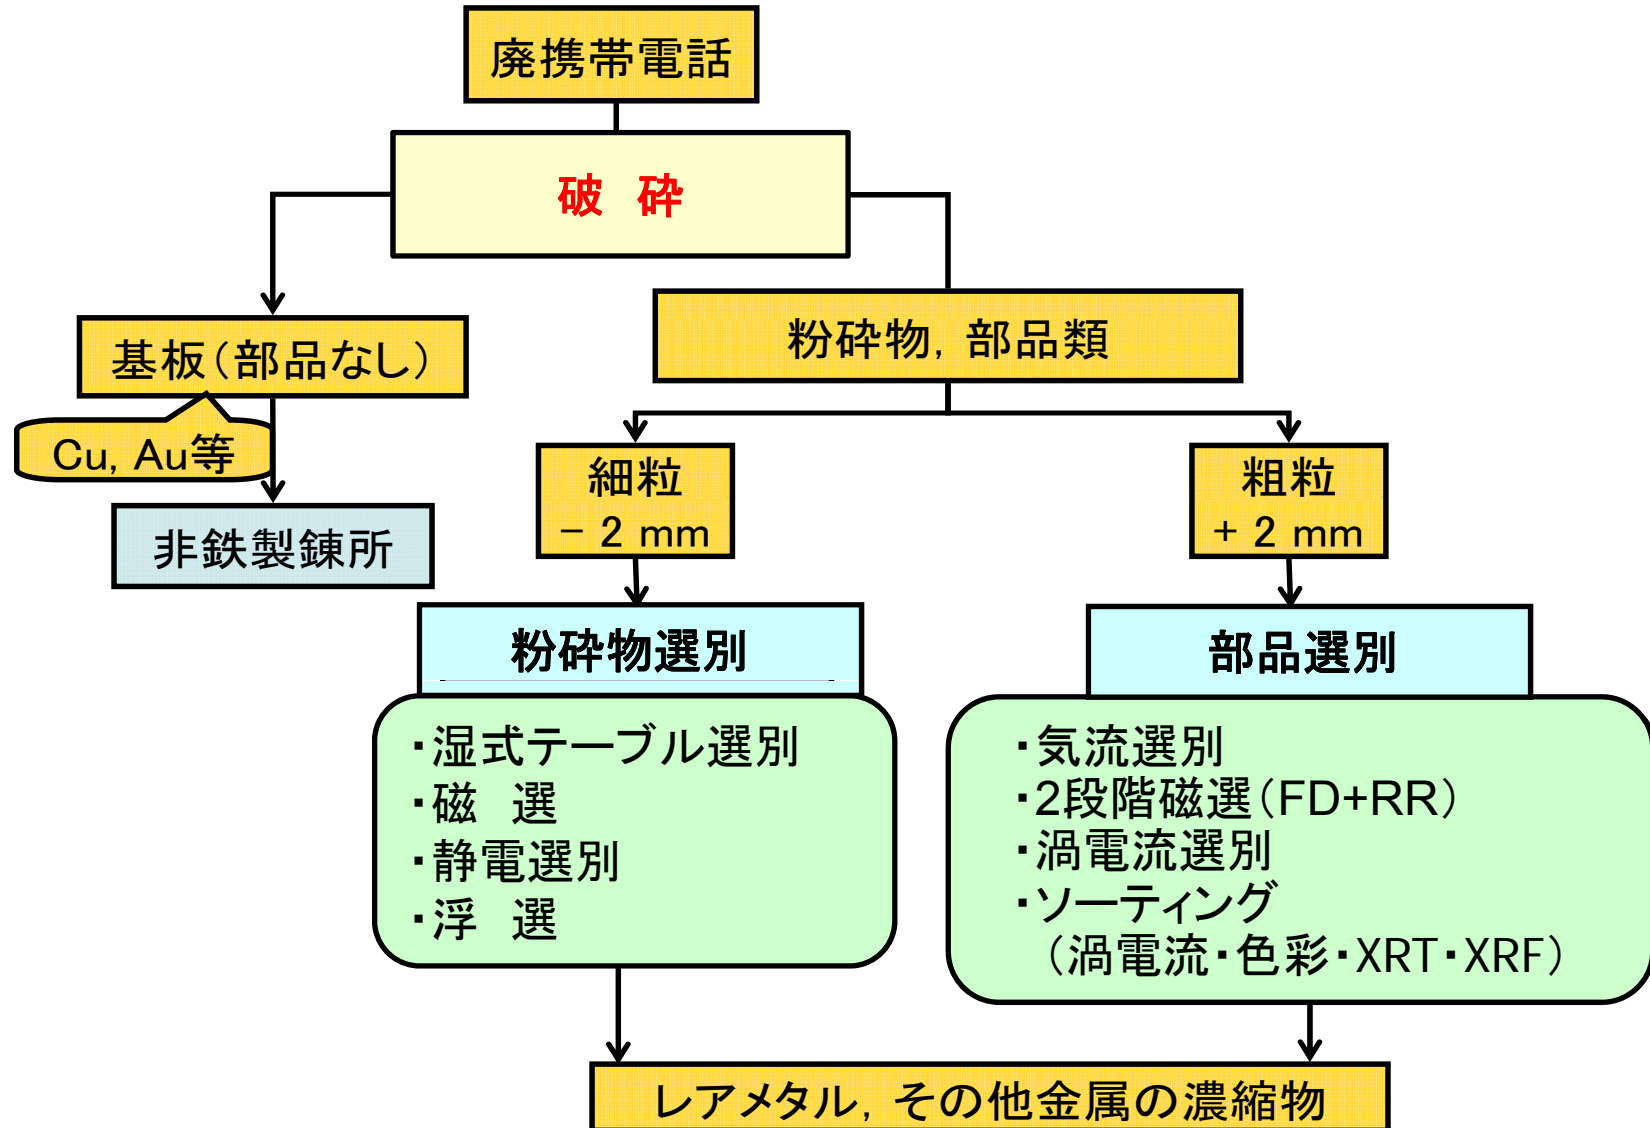 廃携帯電話
破 砕
基板（部品なし）
粉砕物, 部品類
Cu, Au等
細粒
− 2 mm
粗粒
+ 2 mm
非鉄製錬所
粉砕物選別
部品選別
・湿式テーブル選別
・磁 選
・静電選別
・浮 選
・気流選別
・2段階磁選（FD+RR）
・渦電流選別
・ソーティング
（渦電流・色彩・XRT・XRF）
レアメタル, その他金属の濃縮物